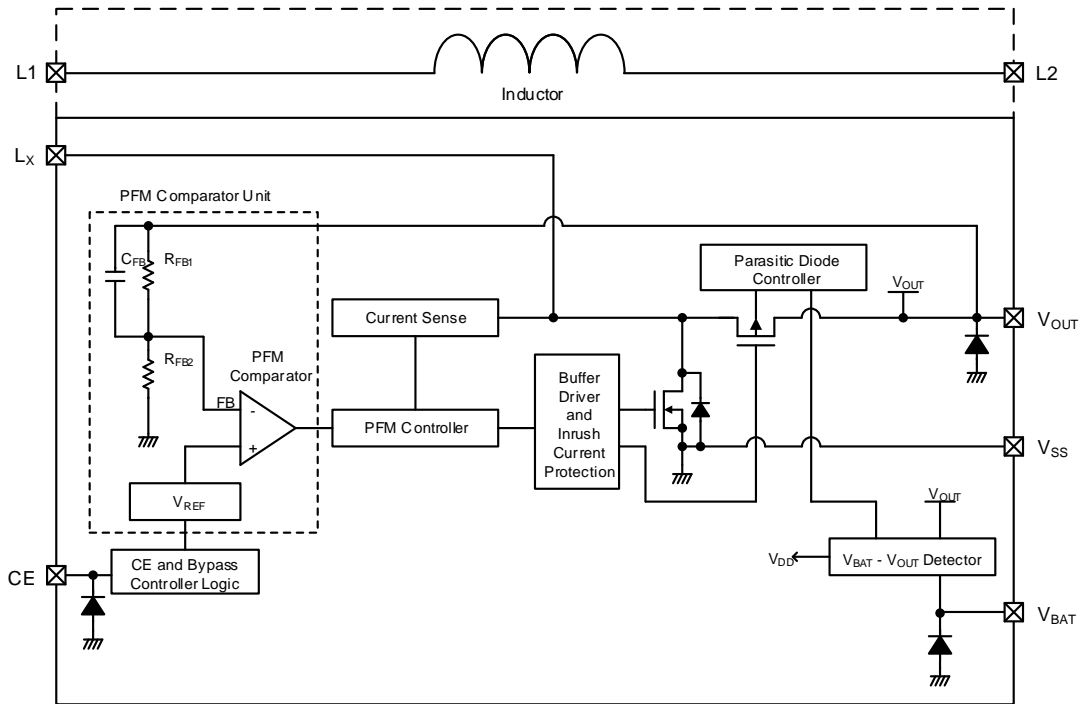 L1
L2
Inductor
LX
PFM Comparator Unit
CFB
RFB1
Parasitic Diode
Controller
VOUT
Current Sense
VOUT
RFB2
PFM
Comparator
Buffer
Driver
and
Inrush
Current
Protection
FB
-
PFM Controller
+
VSS
VREF
VOUT
CE and Bypass
Controller Logic
VDD
VBAT - VOUT Detector
CE
VBAT